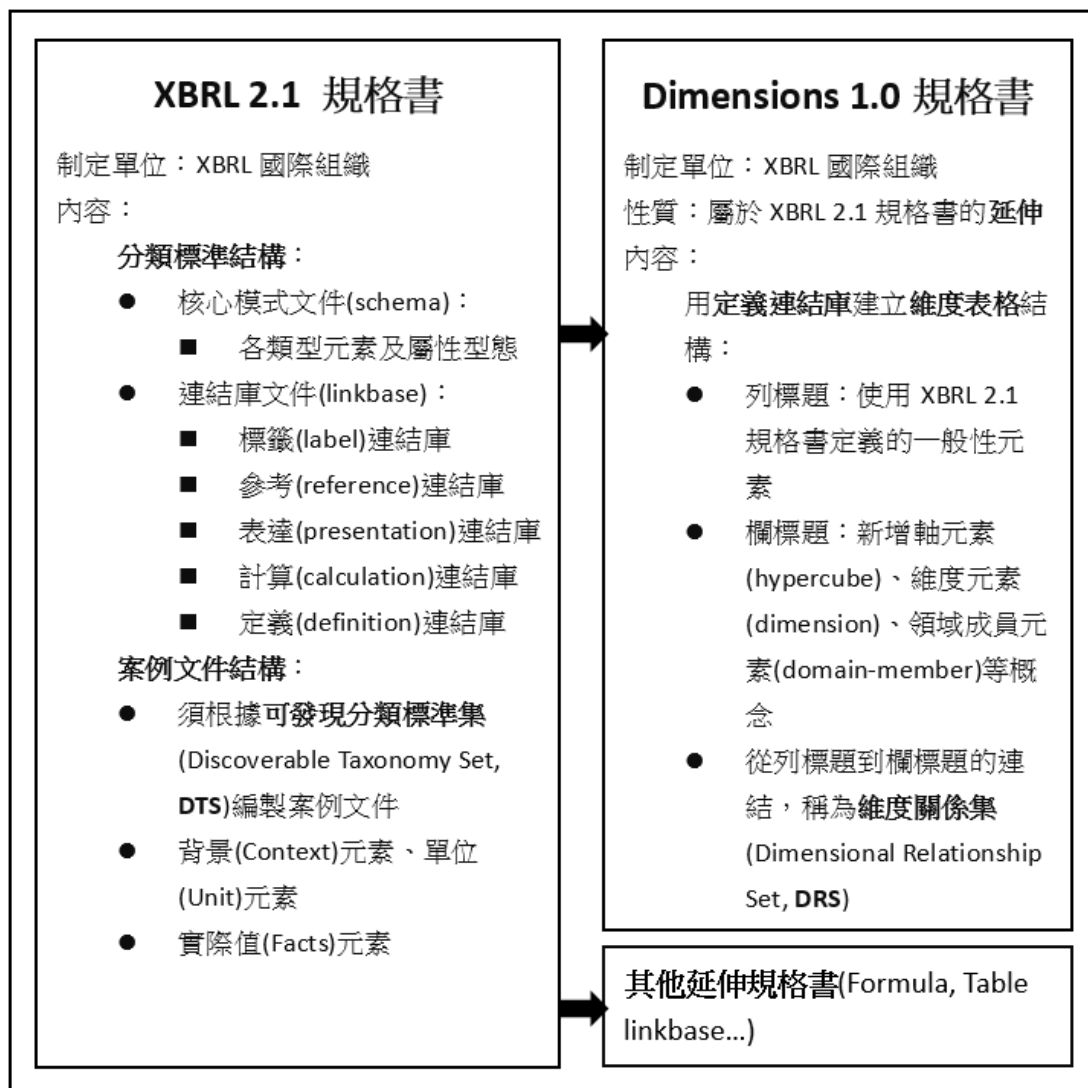 XBRL 2.1 規格書
制定單位：XBRL 國際組織
內容：
分類標準結構：
● 核心模式文件(schema)：
■ 各類型元素及屬性型態
● 連結庫文件(linkbase)：
■ 標籤(label)連結庫
■ 參考(reference)連結庫
■ 表達(presentation)連結庫
■ 計算(calculation)連結庫
■ 定義(definition)連結庫
案例文件結構：
● 須根據可發現分類標準集
(Discoverable Taxonomy Set,
DTS)編製案例文件
● 背景(Context)元素、單位
(Unit)元素
● 實際值(Facts)元素
Dimensions 1.0 規格書
制定單位：XBRL 國際組織
性質：屬於 XBRL 2.1 規格書的延伸
內容：
用定義連結庫建立維度表格結
構：
● 列標題：使用 XBRL 2.1
規格書定義的一般性元
素
● 欄標題：新增軸元素
(hypercube)、維度元素
(dimension)、領域成員元
素(domain-member)等概
念
● 從列標題到欄標題的連
結，稱為維度關係集
(Dimensional Relationship
Set, DRS)
其他延伸規格書(Formula, Table
linkbase…)